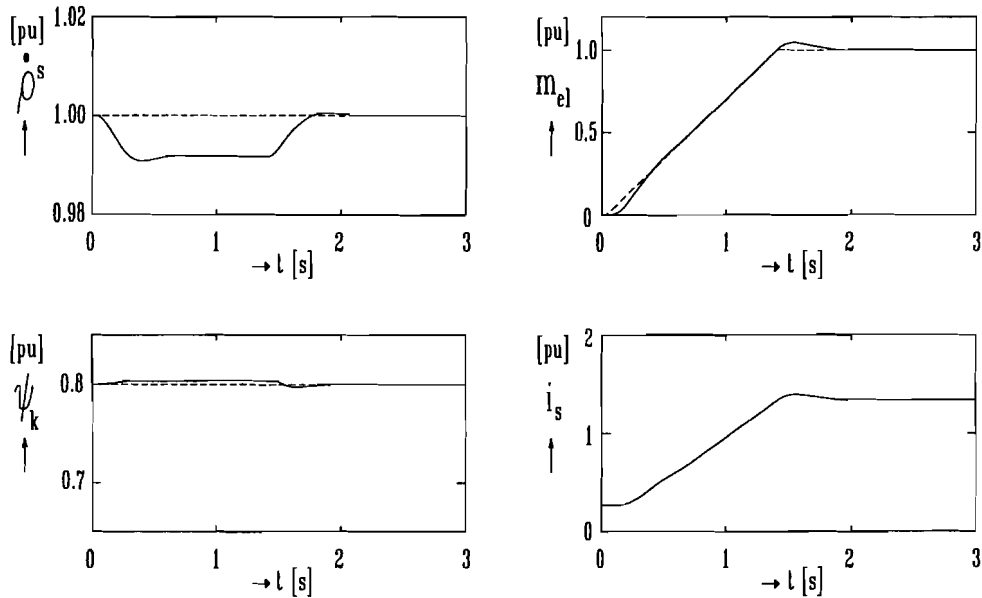 1.02
[pu]
ρ̇ˢ
1.00
0.98
0 1 2 3
→ t [s]
[pu]
1.0
mₑₗ
0.5
0
0 1 2 3
→ t [s]
[pu]
0.8
ψₖ
0.7
0 1 2 3
→ t [s]
2
[pu]
iₛ
1
0
0 1 2 3
→ t [s]